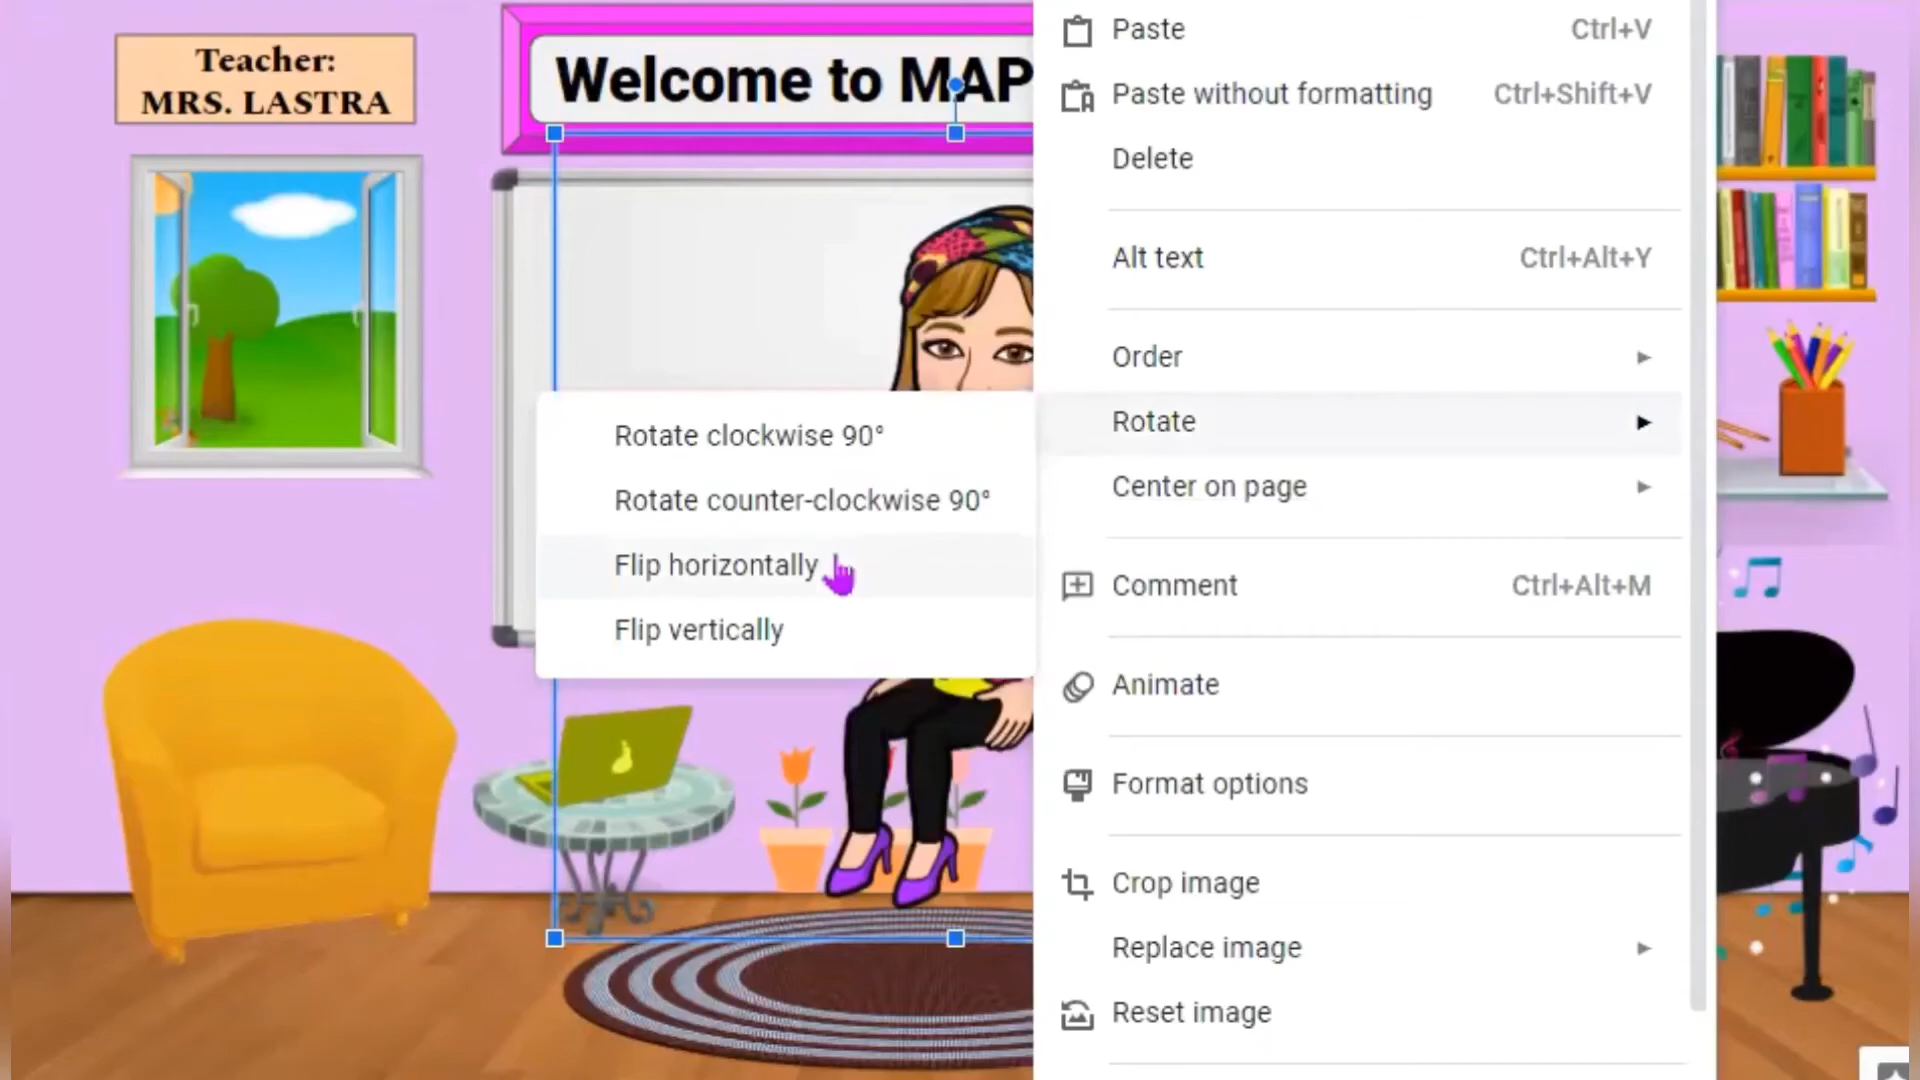 Teacher:
MRS. LASTRA
Welcome to MAP
Paste Ctrl+V
Paste without formatting Ctrl+Shift+V
Delete
Alt text Ctrl+Alt+Y
Order
Rotate
Center on page
Comment Ctrl+Alt+M
Animate
Format options
Crop image
Replace image
Reset image
Rotate clockwise 90°
Rotate counter-clockwise 90°
Flip horizontally
Flip vertically